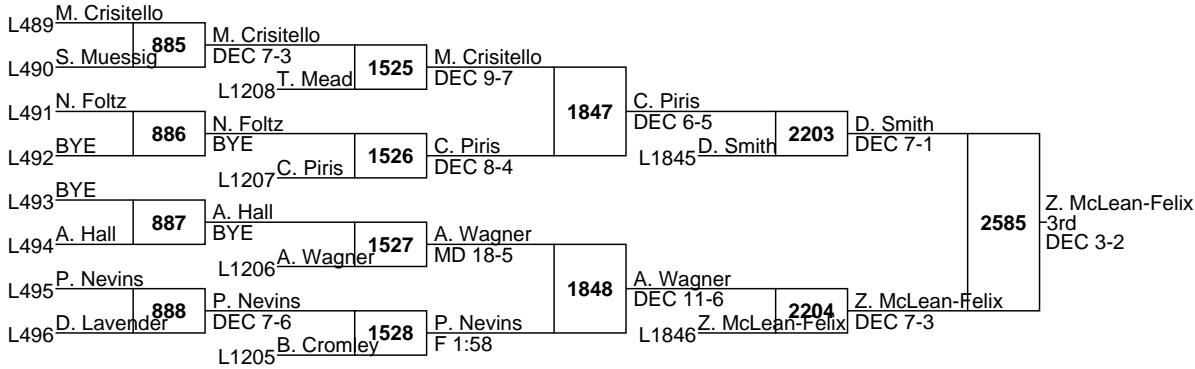 L489 M. Crisitello
885
L490 S. Muessig
M. Crisitello
DEC 7-3
1525
L1208 T. Mead
M. Crisitello
DEC 9-7
L491 N. Foltz
886
L492 BYE
N. Foltz
BYE
1526
L1207 C. Piris
C. Piris
DEC 8-4
1847
C. Piris
DEC 6-5
2203
L1845 D. Smith
D. Smith
DEC 7-1
L493 BYE
887
L494 A. Hall
A. Hall
BYE
1527
L1206 A. Wagner
A. Wagner
MD 18-5
L495 P. Nevins
888
L496 D. Lavender
P. Nevins
DEC 7-6
1528
L1205 B. Cromley
P. Nevins
F 1:58
1848
A. Wagner
DEC 11-6
2204
L1846 Z. McLean-Felix
Z. McLean-Felix
DEC 7-3
2585
Z. McLean-Felix
3rd
DEC 3-2